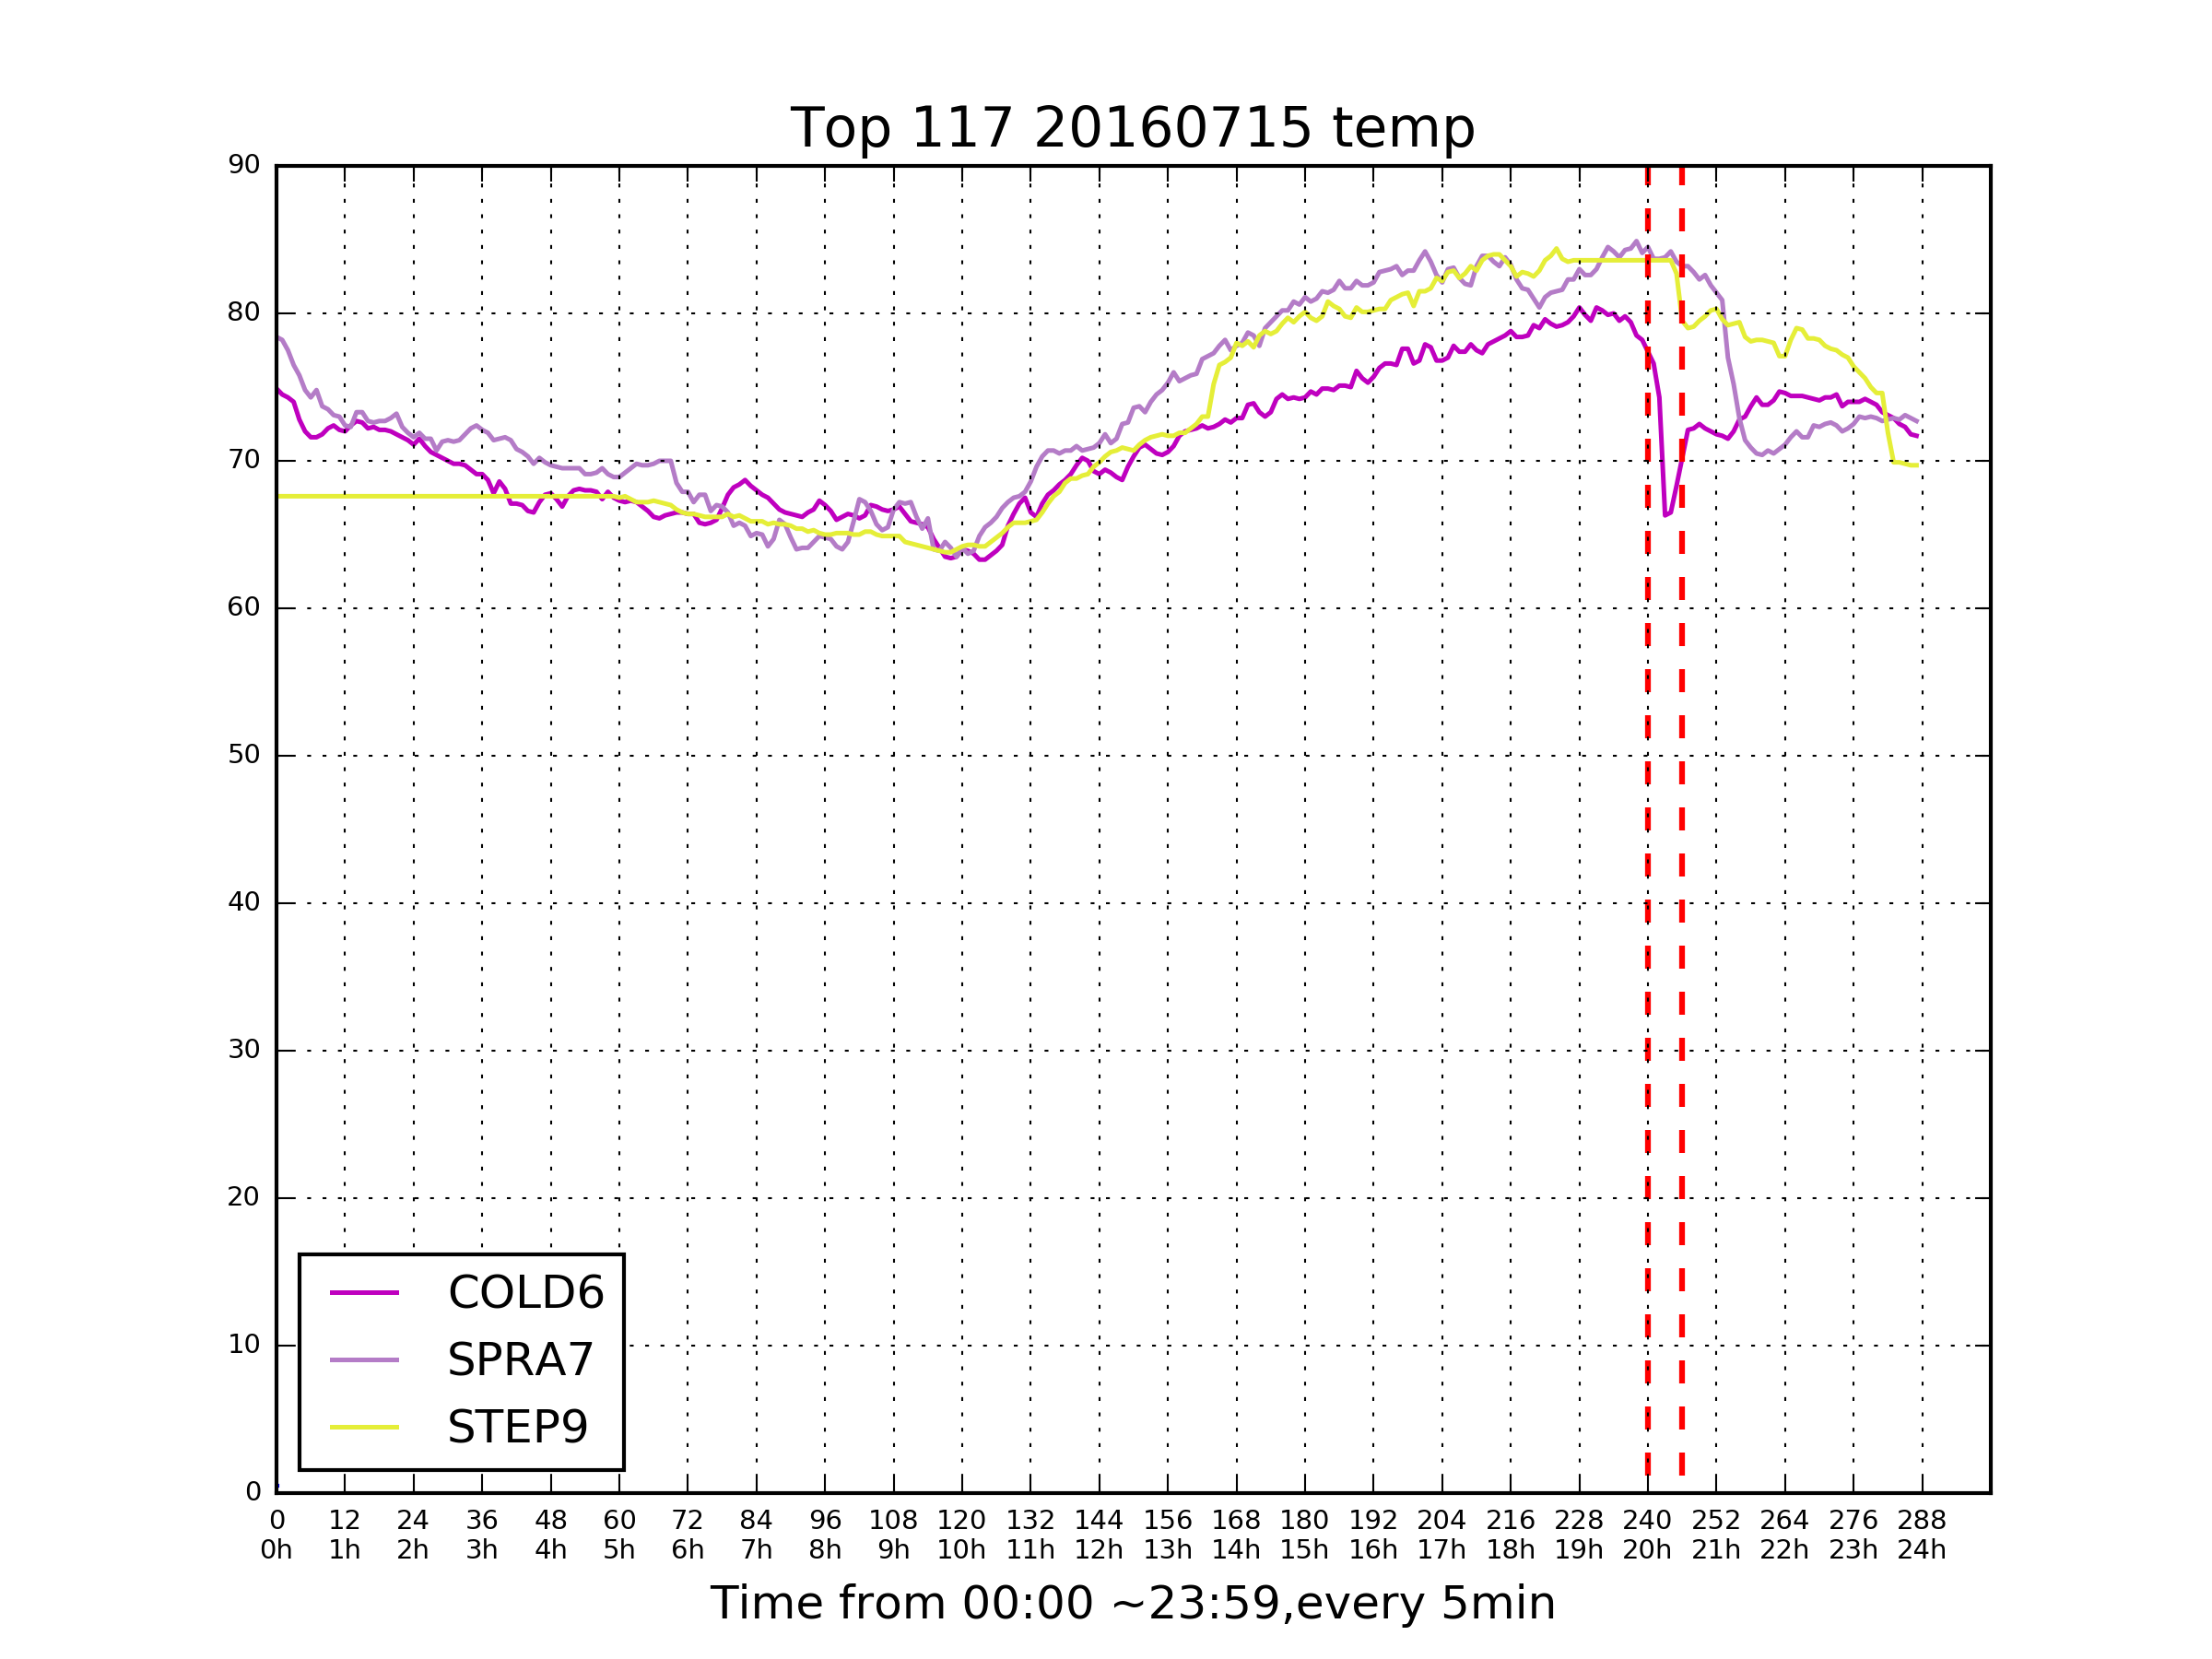 Top 117 20160715 temp
90
80
70
60
50
40
30
20
10
0
COLD6
SPRA7
STEP9
0 12 24 36 48 60 72 84 96 108 120 132 144 156 168 180 192 204 216 228 240 252 264 276 288
0h 1h 2h 3h 4h 5h 6h 7h 8h 9h 10h 11h 12h 13h 14h 15h 16h 17h 18h 19h 20h 21h 22h 23h 24h
Time from 00:00 ~23:59,every 5min